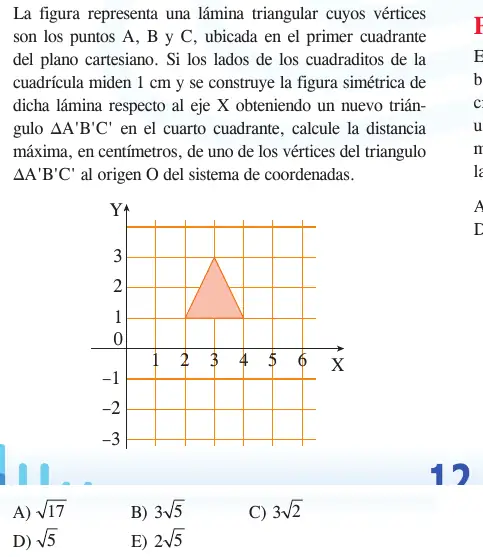 La figura representa una lámina triangular cuyos vértices
son los puntos A, B y C, ubicada en el primer cuadrante
del plano cartesiano. Si los lados de los cuadraditos de la
cuadrícula miden 1 cm y se construye la figura simétrica de
dicha lámina respecto al eje X obteniendo un nuevo trián-
gulo ΔA'B'C' en el cuarto cuadrante, calcule la distancia
máxima, en centímetros, de uno de los vértices del triangulo
ΔA'B'C' al origen O del sistema de coordenadas.
Y
3
2
1
0
1 2 3 4 5 6 X
–1
–2
–3
12
A) √17 B) 3√5 C) 3√2
D) √5 E) 2√5